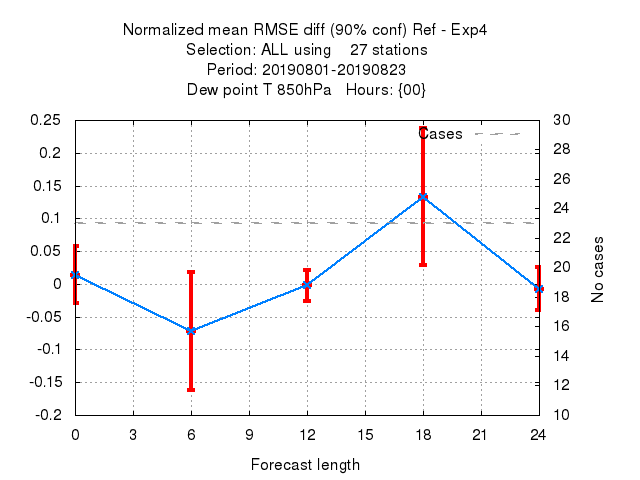 Normalized mean RMSE diff (90% conf) Ref - Exp4
Selection: ALL using    27 stations
Period: 20190801-20190823
Dew point T 850hPa   Hours: {00}
Cases
0.25
0.2
0.15
0.1
0.05
0
-0.05
-0.1
-0.15
-0.2
30
28
26
24
22
20
18
16
14
12
10
No cases
0 3 6 9 12 15 18 21 24
Forecast length